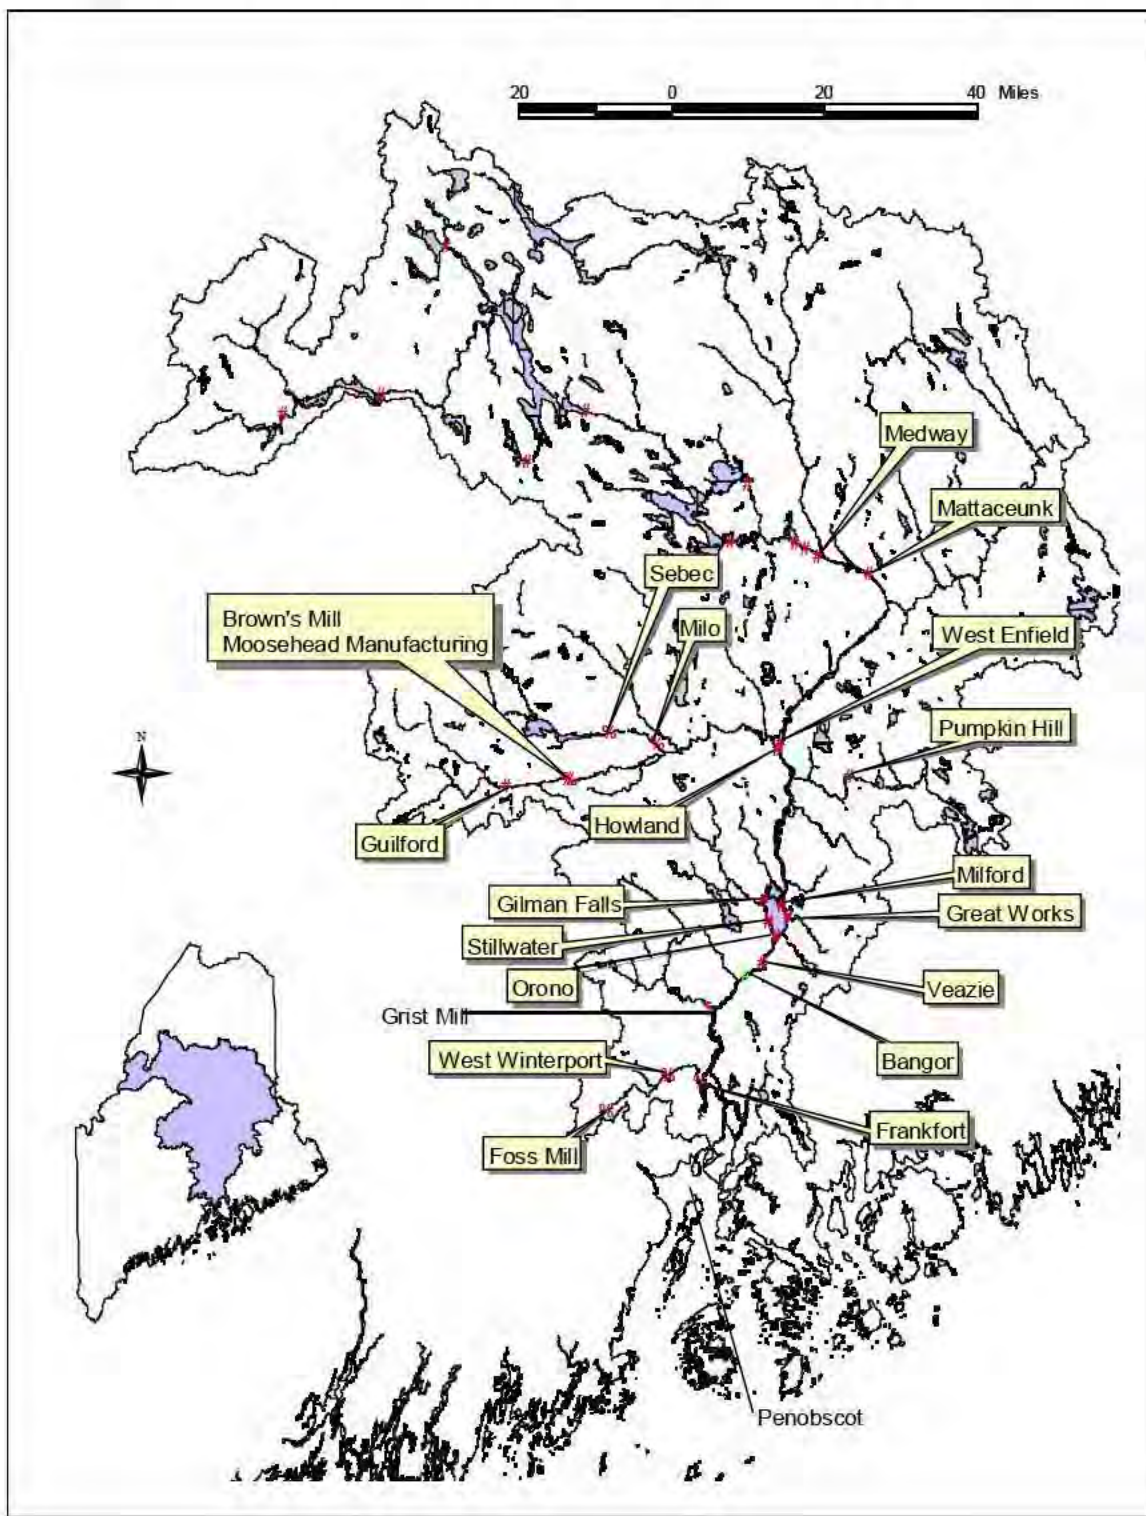 20 0 20 40 Miles
Medway
Mattaceunk
Sebec
Brown's Mill
Moosehead Manufacturing
Milo
West Enfield
Pumpkin Hill
N
Howland
Guilford
Milford
Gilman Falls
Great Works
Stillwater
Orono
Veazie
Grist Mill
West Winterport
Bangor
Frankfort
Foss Mill
Penobscot